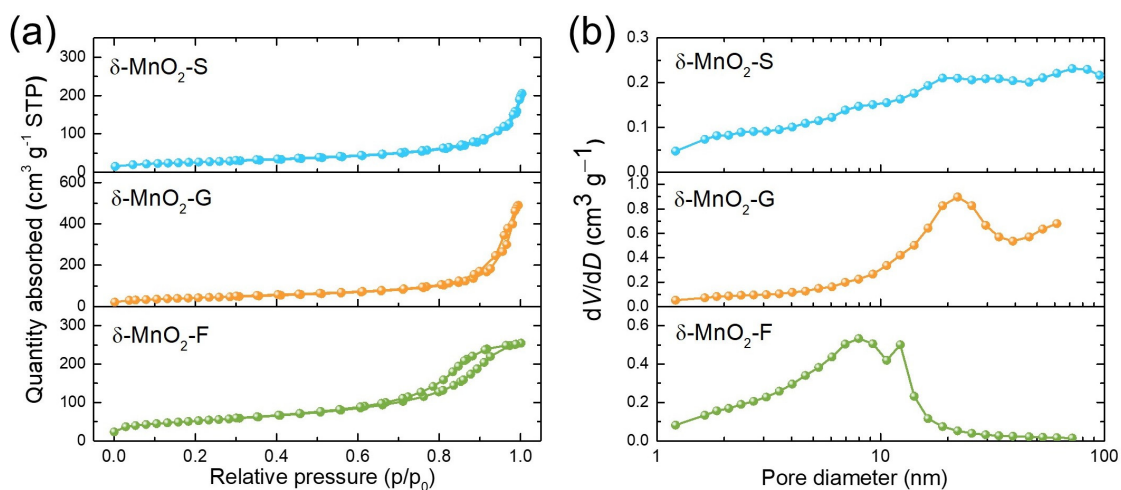 (a)
Quantity absorbed (cm³ g⁻¹ STP)
300
200
100
0
δ-MnO₂-S
600
400
200
0
δ-MnO₂-G
300
200
100
0
δ-MnO₂-F
0.0 0.2 0.4 0.6 0.8 1.0
Relative pressure (p/p₀)
(b)
dV/dD (cm³ g⁻¹)
0.3
0.2
0.1
δ-MnO₂-S
1.0
0.8
0.6
0.4
0.2
0.0
δ-MnO₂-G
0.6
0.4
0.2
0.0
δ-MnO₂-F
1 10 100
Pore diameter (nm)